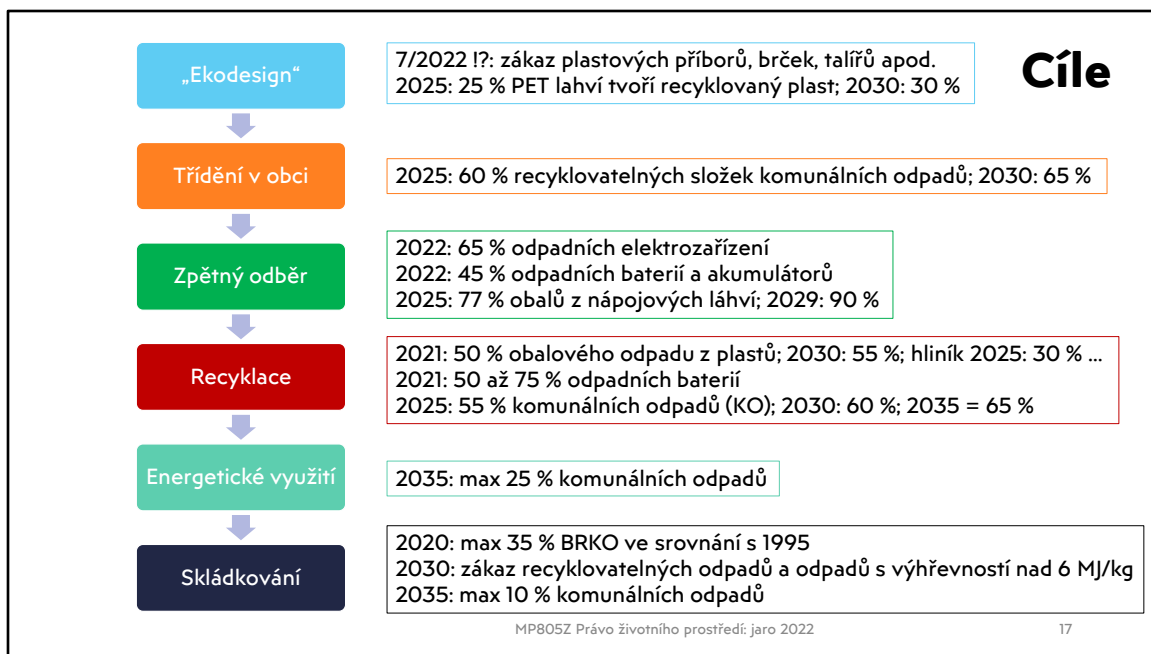 Cíle
„Ekodesign“
7/2022 !?: zákaz plastových příborů, brček, talířů apod.
2025: 25 % PET lahví tvoří recyklovaný plast; 2030: 30 %
Třídění v obci
2025: 60 % recyklovatelných složek komunálních odpadů; 2030: 65 %
Zpětný odběr
2022: 65 % odpadních elektrozařízení
2022: 45 % odpadních baterií a akumulátorů
2025: 77 % obalů z nápojových láhví; 2029: 90 %
Recyklace
2021: 50 % obalového odpadu z plastů; 2030: 55 %; hliník 2025: 30 % ...
2021: 50 až 75 % odpadních baterií
2025: 55 % komunálních odpadů (KO); 2030: 60 %; 2035 = 65 %
Energetické využití
2035: max 25 % komunálních odpadů
Skládkování
2020: max 35 % BRKO ve srovnání s 1995
2030: zákaz recyklovatelných odpadů a odpadů s výhřevností nad 6 MJ/kg
2035: max 10 % komunálních odpadů
MP805Z Právo životního prostředí: jaro 2022
17